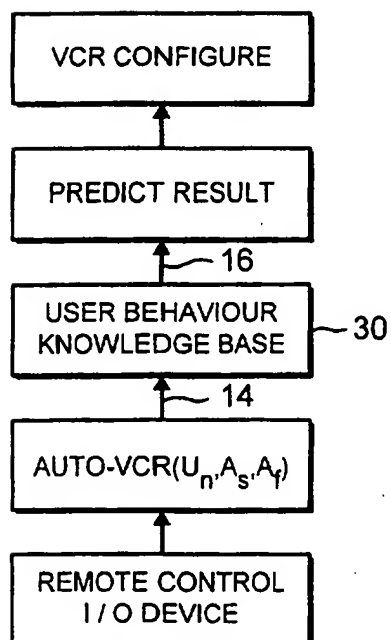 VCR CONFIGURE
PREDICT RESULT
16
USER BEHAVIOUR
KNOWLEDGE BASE
30
14
AUTO-VCR(Un,As,Af)
REMOTE CONTROL
I / O DEVICE